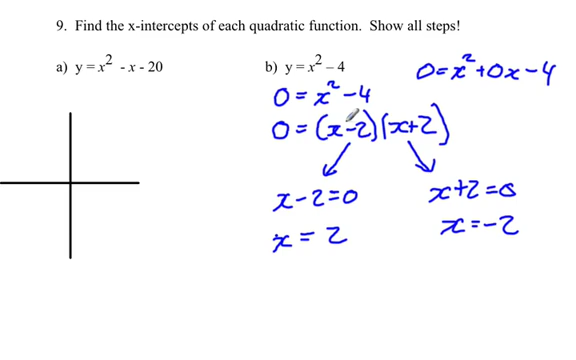 9. Find the x-intercepts of each quadratic function. Show all steps!
a) y = x² - x - 20
b) y = x² – 4
0 = x² + 0x – 4
0 = x² – 4
0 = (x – 2)(x + 2)
x – 2 = 0
x + 2 = 0
x = 2
x = – 2